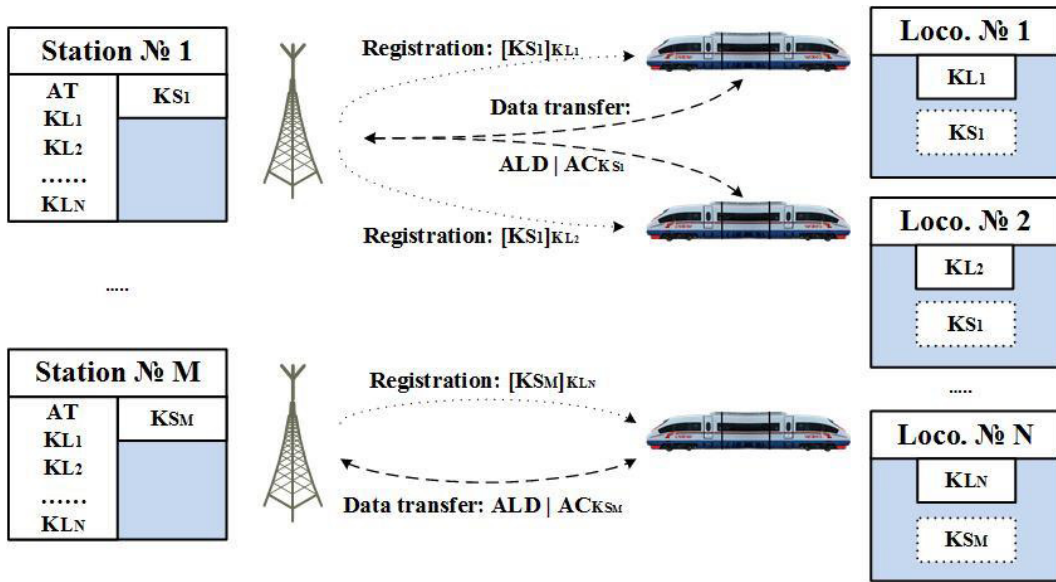 Station № 1
AT
KL1
KL2
......
KLN
KS1
Registration: [KS1]KL1
Data transfer:
ALD | ACKS1
Registration: [KS1]KL2
Loco. № 1
KL1
KS1
Loco. № 2
KL2
KS1
.....
.....
Station № M
AT
KL1
KL2
......
KLN
KSM
Registration: [KSM]KLN
Data transfer: ALD | ACKSM
Loco. № N
KLN
KSM